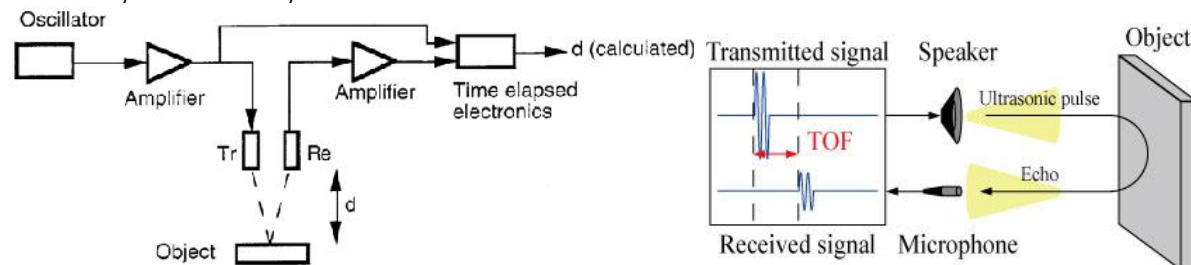 Oscillator
Amplifier
Tr
Re
Amplifier
Time elapsed
electronics
d (calculated)
d
Object
Transmitted signal
TOF
Received signal
Speaker
Ultrasonic pulse
Echo
Microphone
Object